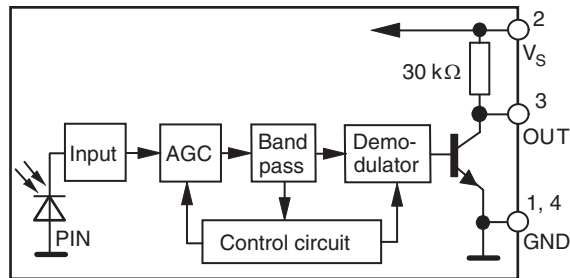 2
V_S
30 kΩ
3
OUT
Input
AGC
Band
pass
Demo-
dulator
1, 4
GND
PIN
Control circuit